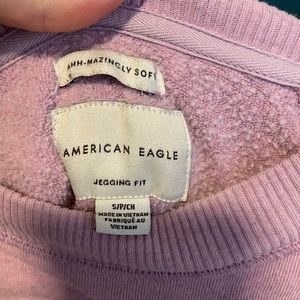 AHH-MAZINGLY SOFT
AMERICAN EAGLE
JEGGING FIT
S/P/CH
MADE IN VIETNAM
FABRIQUÉ AU
VIETNAM